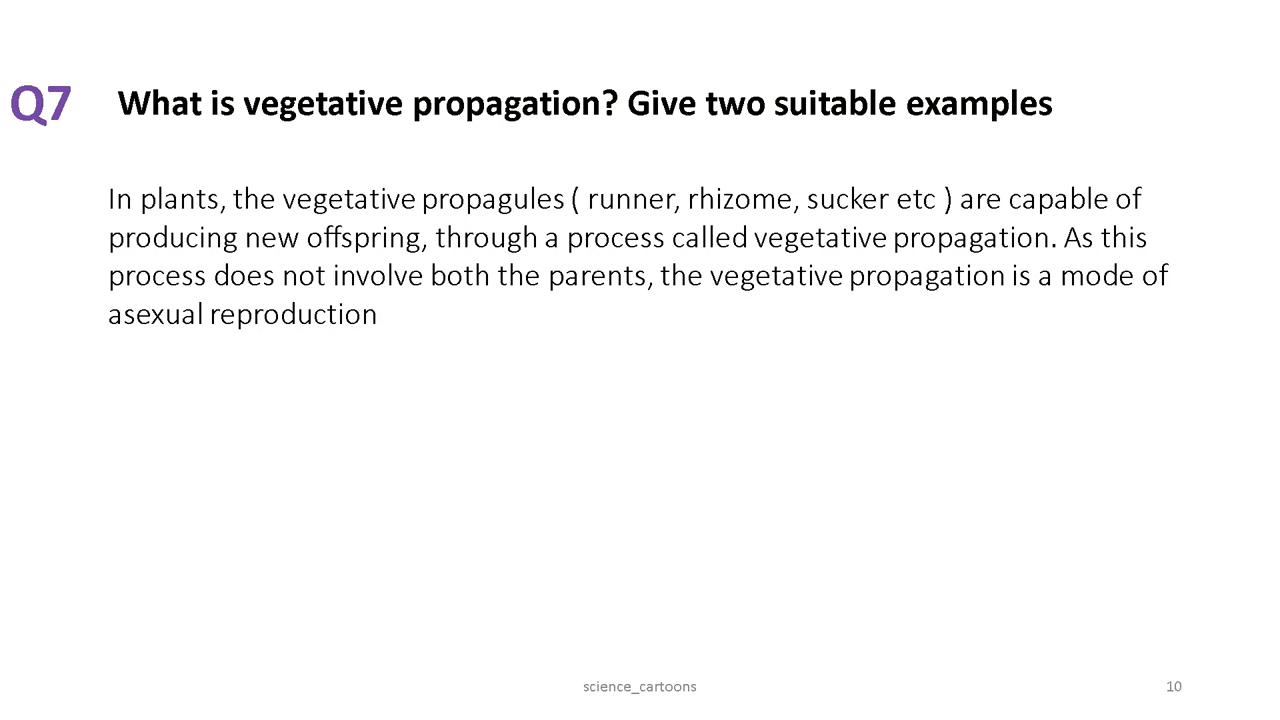 Q7 What is vegetative propagation? Give two suitable examples
In plants, the vegetative propagules ( runner, rhizome, sucker etc ) are capable of
producing new offspring, through a process called vegetative propagation. As this
process does not involve both the parents, the vegetative propagation is a mode of
asexual reproduction
science_cartoons 10